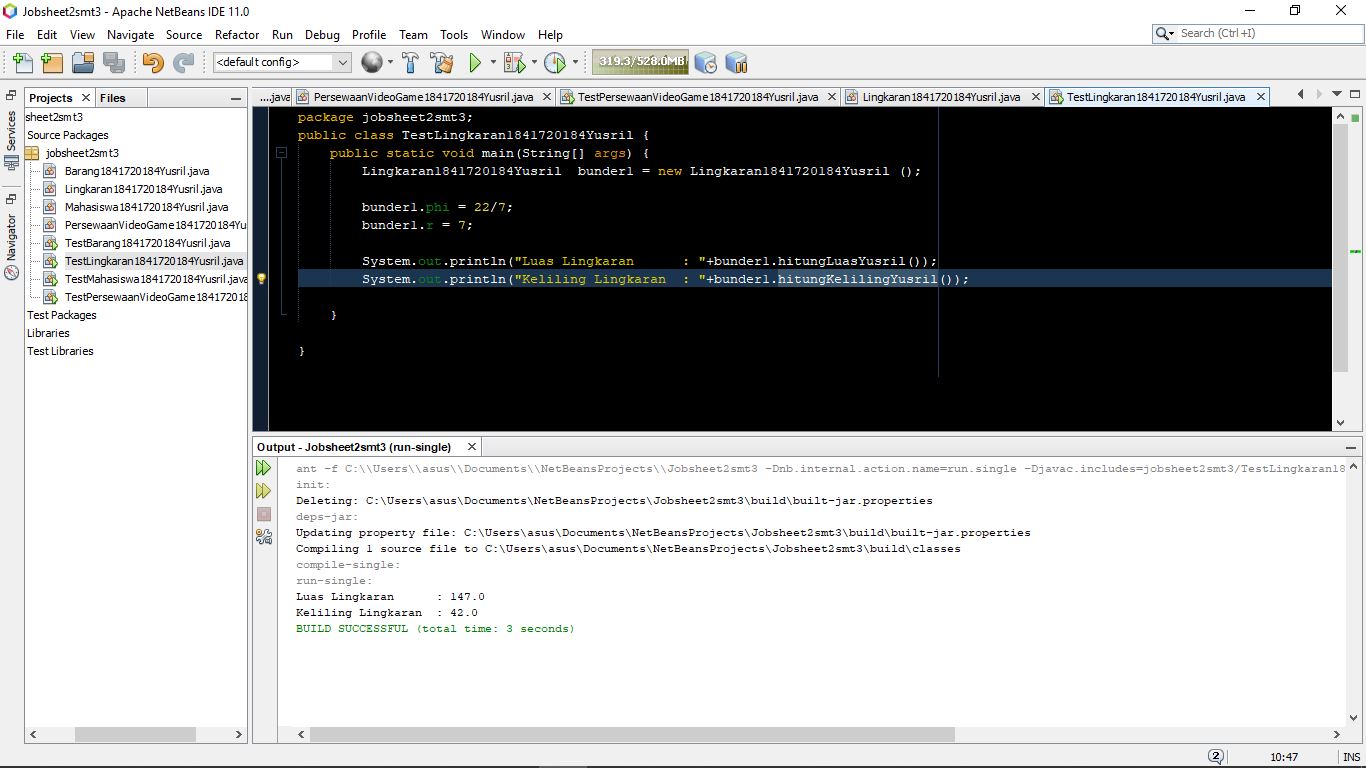 Jobsheet2smt3 - Apache NetBeans IDE 11.0
File Edit View Navigate Source Refactor Run Debug Profile Team Tools Window Help
Search (Ctrl+I)
<default config>
319.3/528.0MB
Projects Files
....java PersewaanVideoGame1841720184Yusril.java TestPersewaanVideoGame1841720184Yusril.java Lingkaran1841720184Yusril.java TestLingkaran1841720184Yusril.java
Services
Navigator
sheet2smt3
Source Packages
jobsheet2smt3
Barang1841720184Yusril.java
Lingkaran1841720184Yusril.java
Mahasiswa1841720184Yusril.java
PersewaanVideoGame1841720184Yu
TestBarang1841720184Yusril.java
TestLingkaran1841720184Yusril.java
TestMahasiswa1841720184Yusril.java
TestPersewaanVideoGame184172018
Test Packages
Libraries
Test Libraries
package jobsheet2smt3;
public class TestLingkaran1841720184Yusril {
public static void main(String[] args) {
Lingkaran1841720184Yusril  bunder1 = new Lingkaran1841720184Yusril ();
bunder1.phi = 22/7;
bunder1.r = 7;
System.out.println("Luas Lingkaran      : "+bunder1.hitungLuasYusril());
System.out.println("Keliling Lingkaran  : "+bunder1.hitungKelilingYusril());
}
}
Output - Jobsheet2smt3 (run-single)
ant -f C:\\Users\\asus\\Documents\\NetBeansProjects\\Jobsheet2smt3 -Dnb.internal.action.name=run.single -Djavac.includes=jobsheet2smt3/TestLingkaran18
init:
Deleting: C:\Users\asus\Documents\NetBeansProjects\Jobsheet2smt3\build\built-jar.properties
deps-jar:
Updating property file: C:\Users\asus\Documents\NetBeansProjects\Jobsheet2smt3\build\built-jar.properties
Compiling 1 source file to C:\Users\asus\Documents\NetBeansProjects\Jobsheet2smt3\build\classes
compile-single:
run-single:
Luas Lingkaran      : 147.0
Keliling Lingkaran  : 42.0
BUILD SUCCESSFUL (total time: 3 seconds)
2 10:47 INS